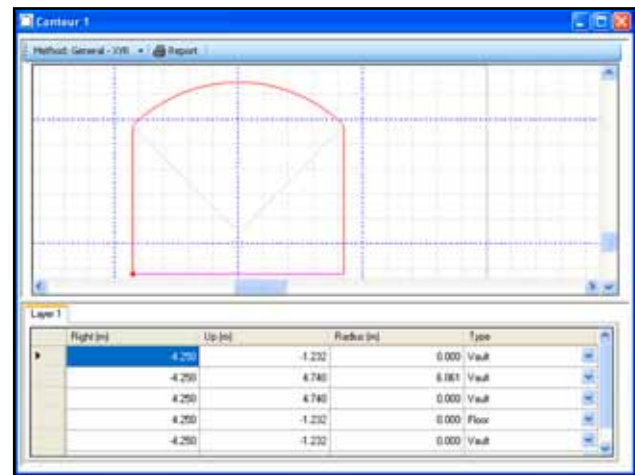 Contour 1
Method: General - XYR Report
Layer 1
Right (m) Up (m) Radius (m) Type
-4.250 -1.232 0.000 Vault
-4.250 4.740 6.061 Vault
4.250 4.740 0.000 Vault
4.250 -1.232 0.000 Floor
-4.250 -1.232 0.000 Vault